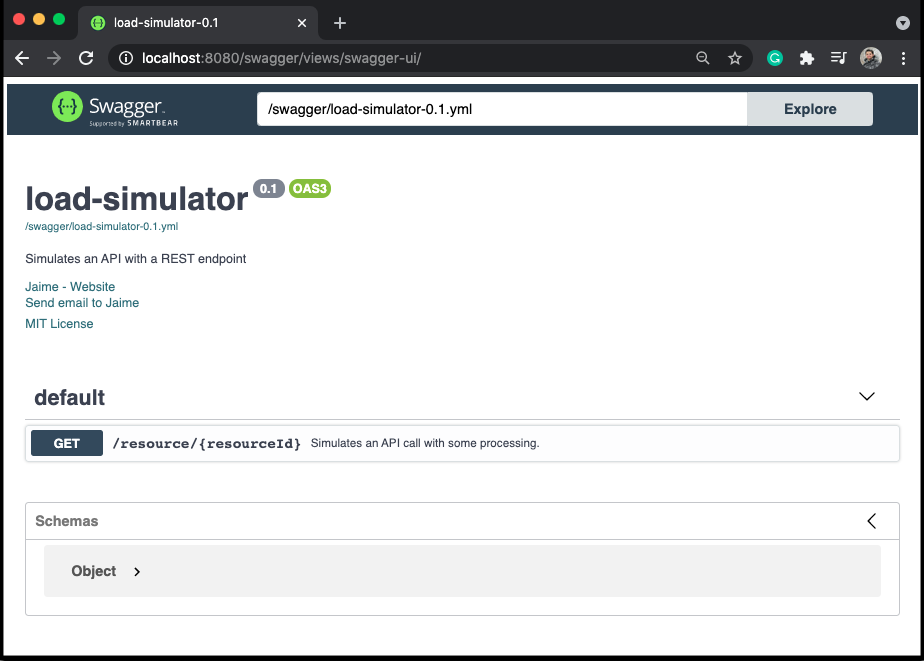 load-simulator-0.1
localhost:8080/swagger/views/swagger-ui/
Swagger
Supported by SMARTBEAR
/swagger/load-simulator-0.1.yml
Explore
load-simulator 0.1 OAS3
/swagger/load-simulator-0.1.yml
Simulates an API with a REST endpoint
Jaime - Website
Send email to Jaime
MIT License
default
GET /resource/{resourceId} Simulates an API call with some processing.
Schemas
Object